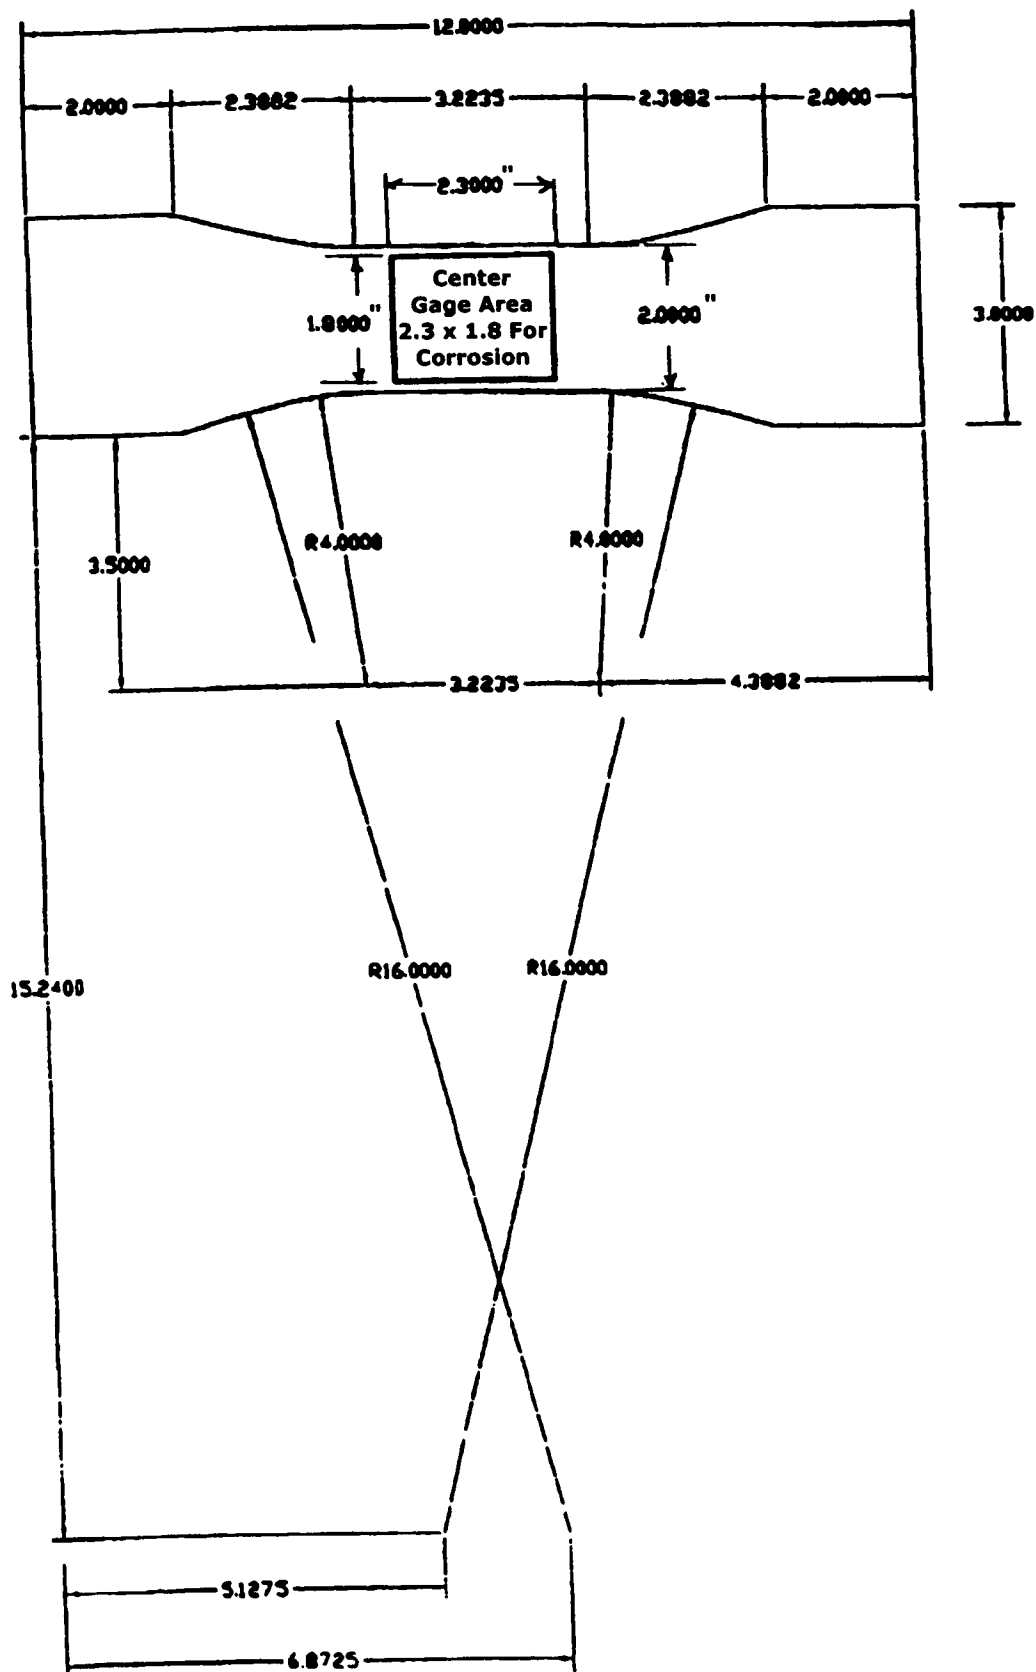 12.0000
2.0000
2.3882
3.2235
2.3882
2.0000
2.3000"
Center
Gage Area
2.3 x 1.8 For
Corrosion
1.8000"
2.0000"
3.0000
R4.0000
R4.0000
3.5000
3.2235
4.3882
R16.0000
R16.0000
15.2400
5.1275
6.8725